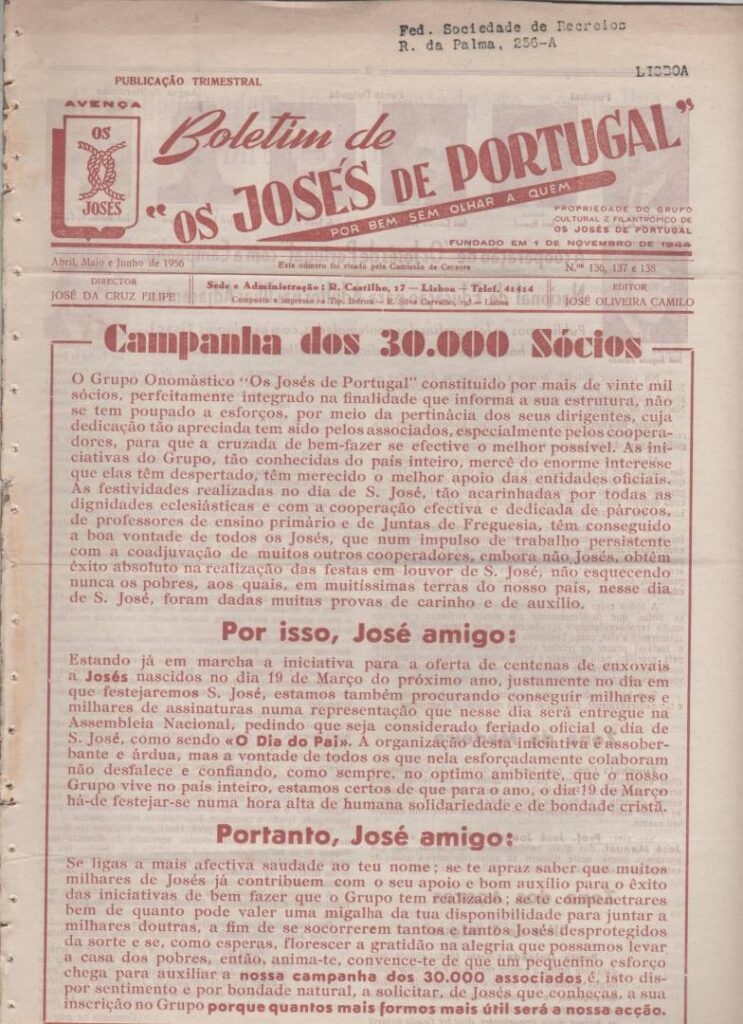 Fed. Sociedade de Recreios
R. da Palma, 256-A
LISBOA
PUBLICAÇÃO TRIMESTRAL
AVENÇA
OS
JOSÉS
Boletim de
"OS JOSÉS DE PORTUGAL"
POR BEM SEM OLHAR A QUEM
PROPRIEDADE DO GRUPO
CULTURAL E FILANTRÓPICO DE
OS JOSÉS DE PORTUGAL
FUNDADO EM 1 DE NOVEMBRO DE 1944
Abril, Maio e Junho de 1956
Este número foi visado pela Comissão de Censura
N.os 136, 137 e 138
DIRECTOR
JOSÉ DA CRUZ FILIPE
Sede e Administração: R. Castilho, 17 — Lisboa — Telef. 41414
Composto e impresso na Tip. Ibérica — R. Silva Carvalho, — Lisboa
EDITOR
JOSÉ OLIVEIRA CAMILO
Campanha dos 30.000 Sócios
O Grupo Onomástico "Os Josés de Portugal" constituido por mais de vinte mil
sócios, perfeitamente integrado na finalidade que informa a sua estrutura, não
se tem poupado a esforços, por meio da pertinácia dos seus dirigentes, cuja
dedicação tão apreciada tem sido pelos associados, especialmente pelos coopera-
dores, para que a cruzada de bem-fazer se efective o melhor possível. As ini-
ciativas do Grupo, tão conhecidas do país inteiro, mercê do enorme interesse
que elas têm despertado, têm merecido o melhor apoio das entidades oficiais.
As festividades realizadas no dia de S. José, tão acarinhadas por todas as
dignidades eclesiásticas e com a cooperação efectiva e dedicada de párocos,
de professores de ensino primário e de Juntas de Freguesia, têm conseguido
a boa vontade de todos os Josés, que num impulso de trabalho persistente
com a coadjuvação de muitos outros cooperadores, embora não Josés, obtêm
êxito absoluto na realização das festas em louvor de S. José, não esquecendo
nunca os pobres, aos quais, em muitissimas terras do nosso país, nesse dia
de S. José, foram dadas muitas provas de carinho e de auxílio.
Por isso, José amigo:
Estando já em marcha a iniciativa para a oferta de centenas de enxovais
a Josés nascidos no dia 19 de Março do próximo ano, justamente no dia em
que festejaremos S. José, estamos também procurando conseguir milhares e
milhares de assinaturas numa representação que nesse dia será entregue na
Assembleia Nacional, pedindo que seja considerado feriado oficial o dia de
S. José, como sendo «O Dia do Pai». A organização desta iniciativa é assober-
bante e árdua, mas a vontade de todos os que nela esforçadamente colaboram
não desfalece e confiando, como sempre, no optimo ambiente, que o nosso
Grupo vive no país inteiro, estamos certos de que para o ano, o dia 19 de Março
há-de festejar-se numa hora alta de humana solidariedade e de bondade cristã.
Portanto, José amigo:
Se ligas a mais afectiva saudade ao teu nome; se te apraz saber que muitos
milhares de Josés já contribuem com o seu apoio e bom auxílio para o êxito
das iniciativas de bem fazer que o Grupo tem realizado; se te compenetrares
bem de quanto pode valer uma migalha da tua disponibilidade para juntar a
milhares doutras, a fim de se socorrerem tantos e tantos Josés desprotegidos
da sorte e se, como esperas, florescer a gratidão na alegria que possamos levar
a casa dos pobres, então, anima-te, convence-te de que um pequenino esforço
chega para auxiliar a nossa campanha dos 30.000 associados é, isto dis-
por sentimento e por bondade natural, a solicitar, de Josés que conheças, a sua
inscrição no Grupo porque quantos mais formos mais útil será a nossa acção.